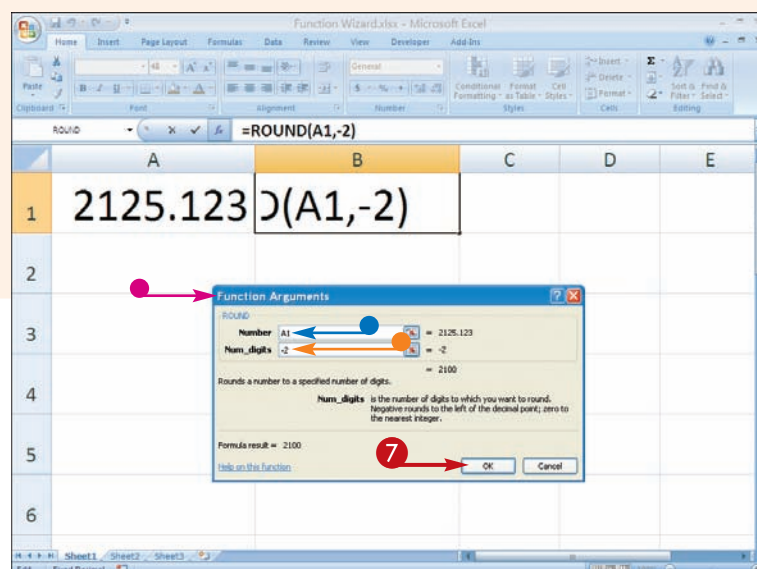 Function Wizard.xlsx - Microsoft Excel
Home Insert Page Layout Formulas Data Review View Developer Add-Ins
Paste
General
Conditional Formatting Format as Table Cell Styles
Insert
Delete
Format
Sort & Filter Find & Select
Clipboard Font Alignment Number Styles Cells Editing
ROUND =ROUND(A1,-2)
A B C D E
1 2125.123 (A1,-2)
2
Function Arguments
ROUND
3
Number A1 = 2125.123
Num_digits -2 = -2
= 2100
Rounds a number to a specified number of digits.
4
Num_digits is the number of digits to which you want to round.
Negative rounds to the left of the decimal point; zero to
the nearest integer.
5
Formula result = 2100
7
Help on this function OK Cancel
6
Sheet1 Sheet2 Sheet3
Edit Fixed Decimal